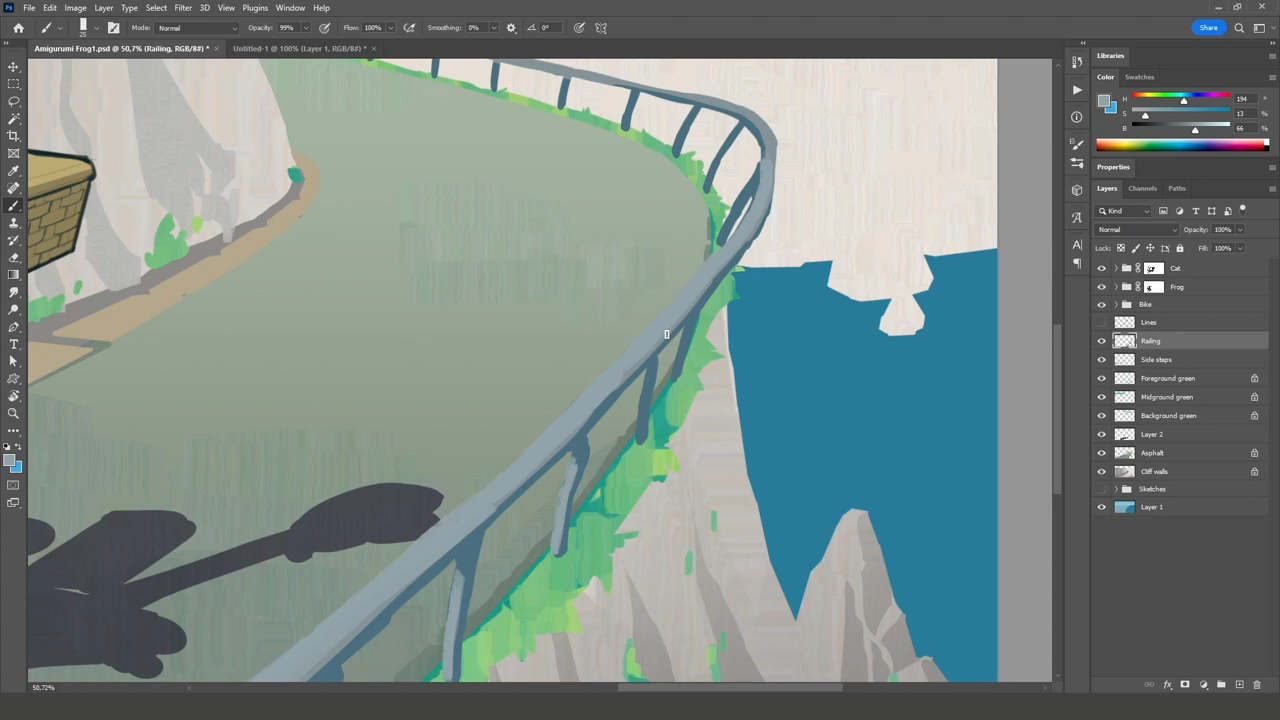 Ps File Edit Image Layer Type Select Filter 3D View Plugins Window Help
25 Mode: Normal Opacity: 99% Flow: 100% Smoothing: 0% 0° Share
Amigurumi Frog1.psd @ 50,7% (Railing, RGB/8#) * × Untitled-1 @ 100% (Layer 1, RGB/8#) * ×
Libraries
Color Swatches
H 194 °
S 13 %
B 66 %
Properties
Layers Channels Paths
Kind
Normal Opacity: 100%
Lock: Fill: 100%
Cat
Frog
Bike
Lines
Railing
Side steps
Foreground green
Midground green
Background green
Layer 2
Asphalt
Cliff walls
Sketches
Layer 1
50,72%
fx